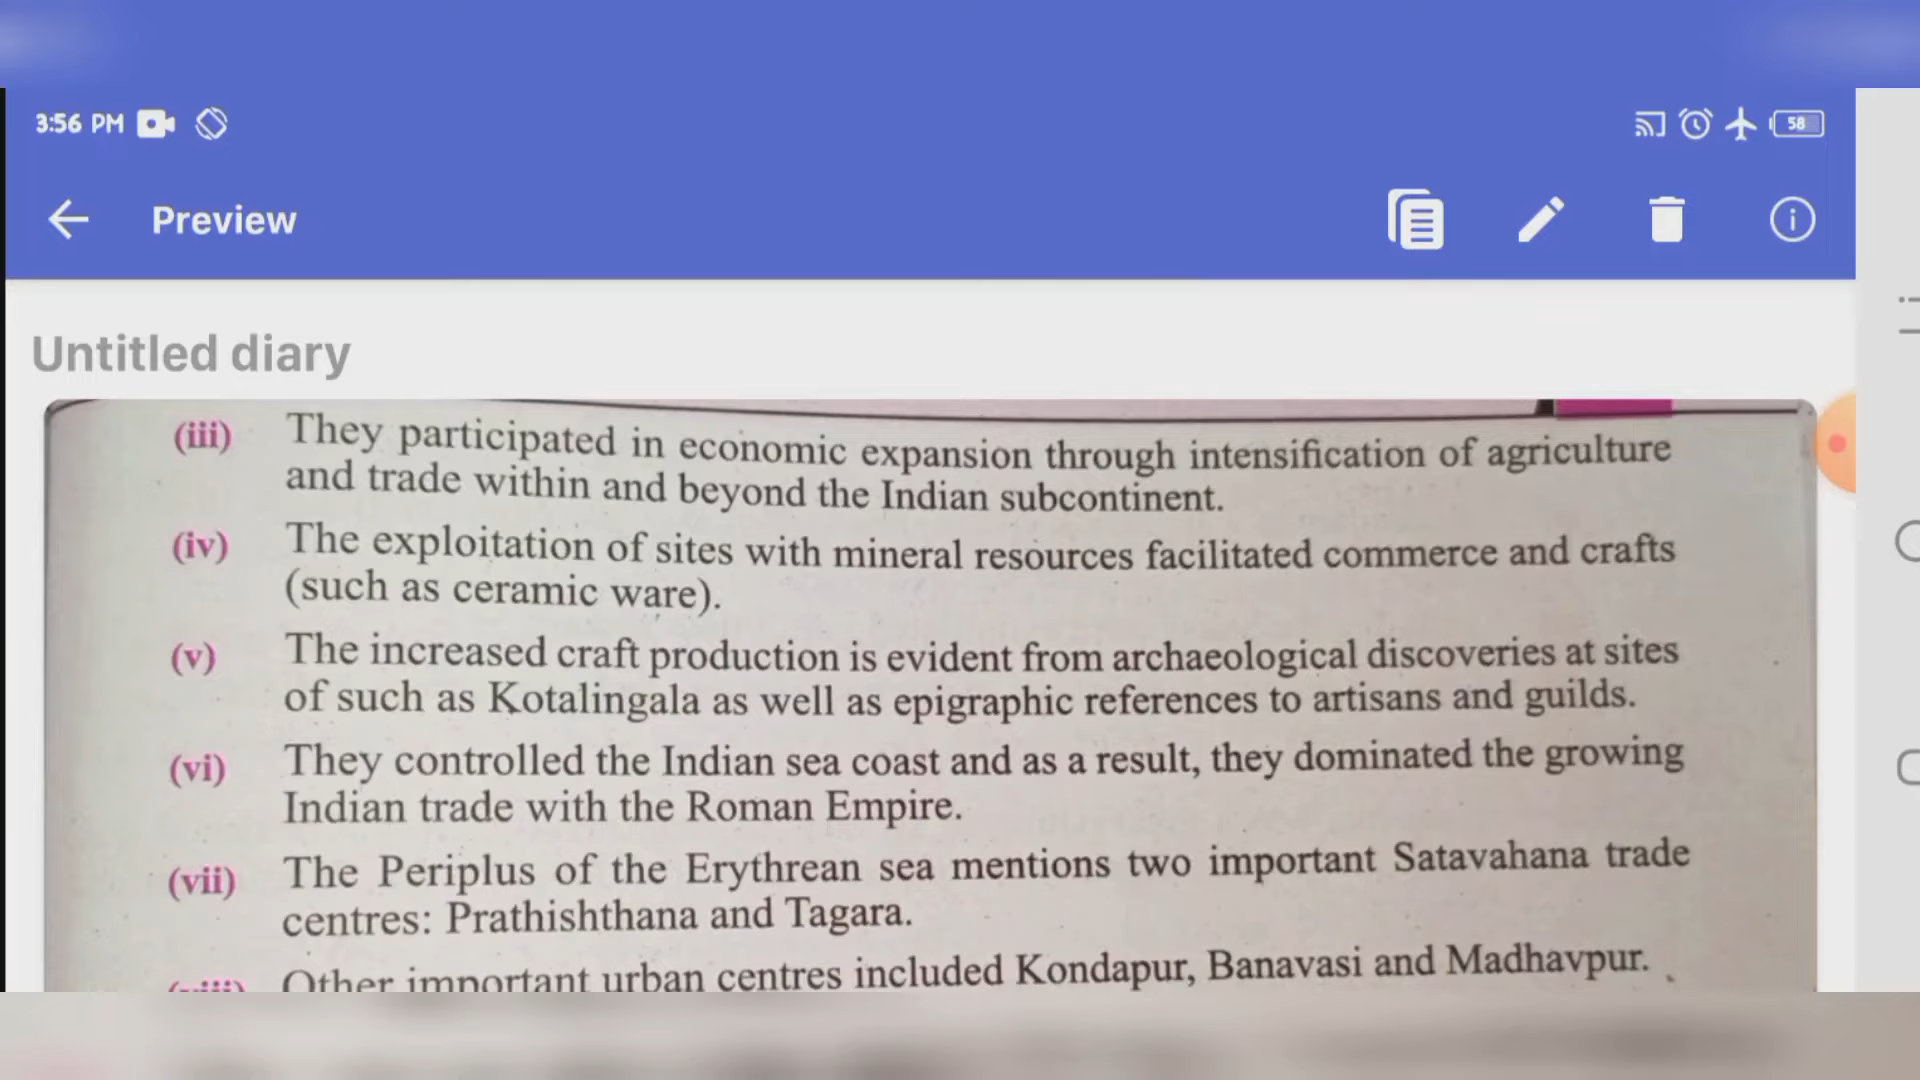 3:56 PM
58
Preview
Untitled diary
(iii) They participated in economic expansion through intensification of agriculture
and trade within and beyond the Indian subcontinent.
(iv) The exploitation of sites with mineral resources facilitated commerce and crafts
(such as ceramic ware).
(v) The increased craft production is evident from archaeological discoveries at sites
of such as Kotalingala as well as epigraphic references to artisans and guilds.
(vi) They controlled the Indian sea coast and as a result, they dominated the growing
Indian trade with the Roman Empire.
(vii) The Periplus of the Erythrean sea mentions two important Satavahana trade
centres: Prathishthana and Tagara.
(viii) Other important urban centres included Kondapur, Banavasi and Madhavpur.